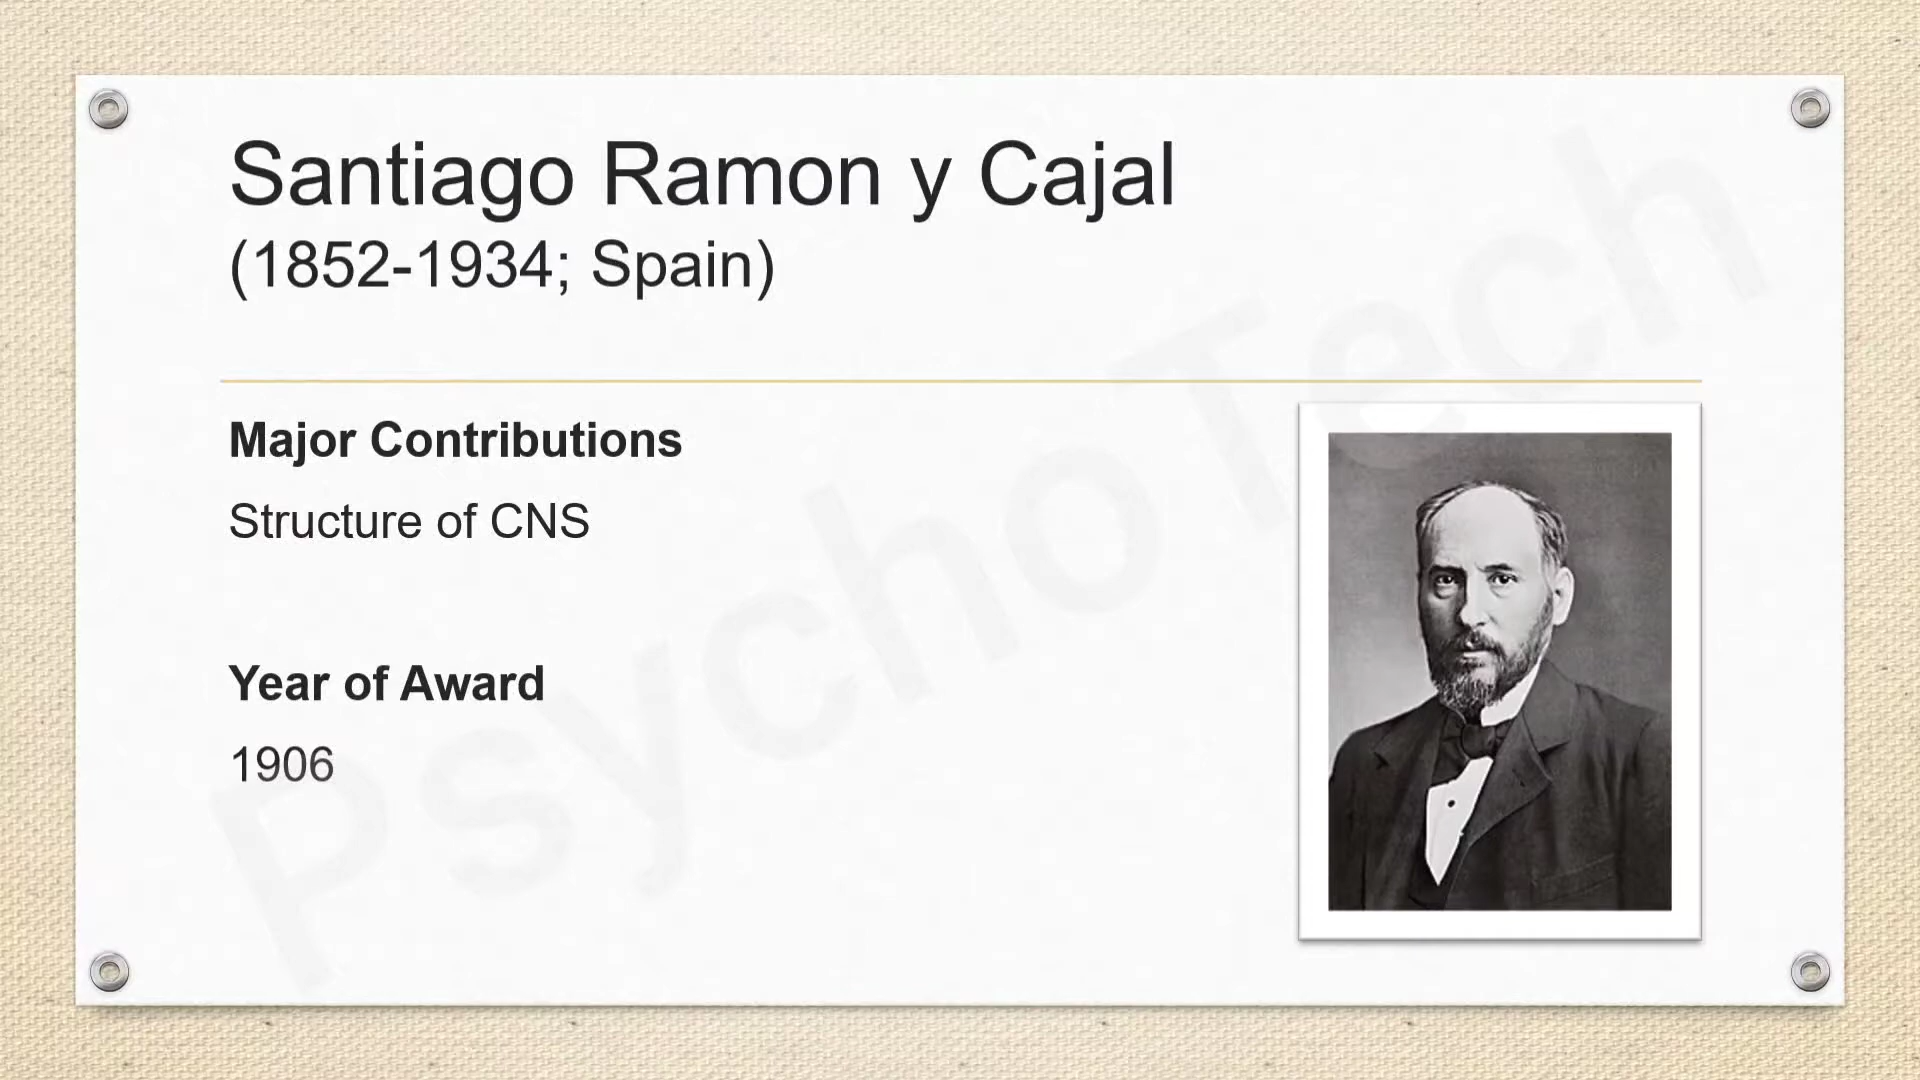 Santiago Ramon y Cajal
(1852-1934; Spain)
Major Contributions
Structure of CNS
Year of Award
1906
PsychoTech